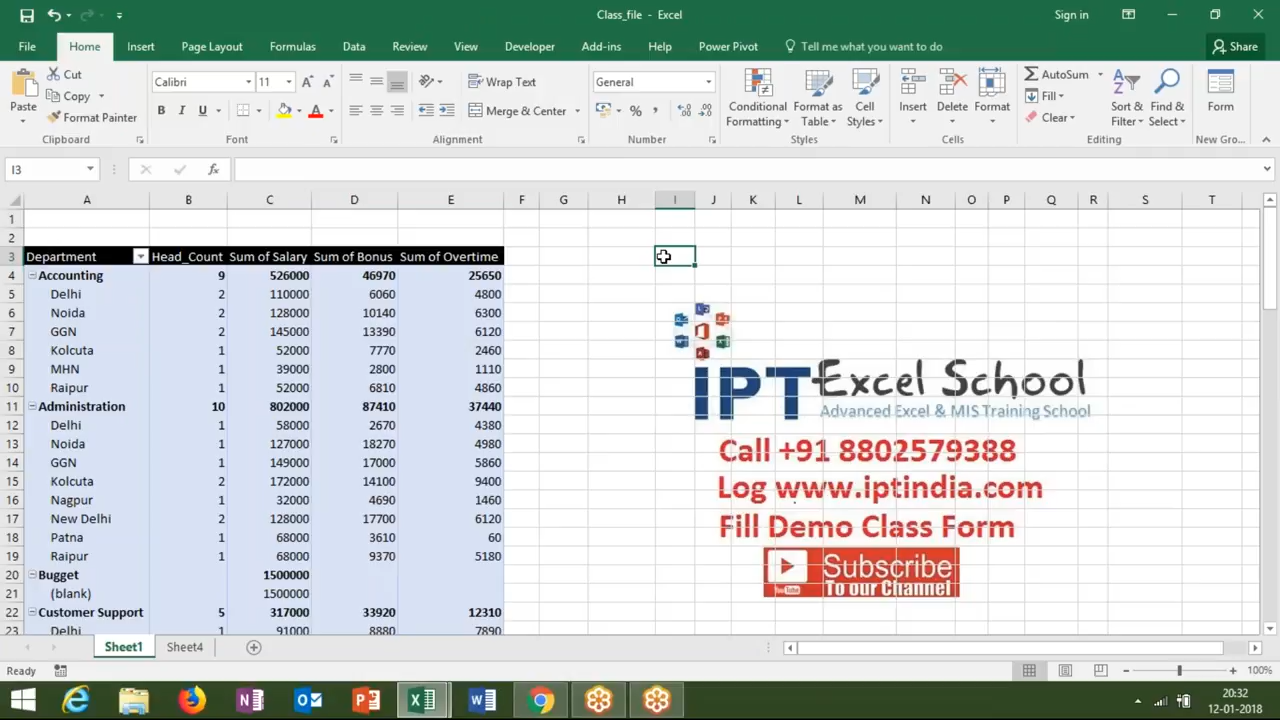 Class_file - Excel
Sign in
File Home Insert Page Layout Formulas Data Review View Developer Add-ins Help Power Pivot Tell me what you want to do Share
Paste Cut Copy Format Painter
Calibri 11 Wrap Text General
B I U Merge & Center %
Conditional Formatting Format as Table Cell Styles Insert Delete Format AutoSum Fill Clear Sort & Filter Find & Select Form
Clipboard Font Alignment Number Styles Cells Editing New Gro...
I3 fx
A B C D E F G H I J K L M N O P Q R S T
1
2
3 Department Head_Count Sum of Salary Sum of Bonus Sum of Overtime
4 Accounting 9 526000 46970 25650
5 Delhi 2 110000 6060 4800
6 Noida 2 128000 10140 6300
7 GGN 2 145000 13390 6120
8 Kolcuta 1 52000 7770 2460
9 MHN 1 39000 2800 1110
10 Raipur 1 52000 6810 4860
11 Administration 10 802000 87410 37440
12 Delhi 1 58000 2670 4380
13 Noida 1 127000 18270 4980
14 GGN 1 149000 17000 5860
15 Kolcuta 2 172000 14100 9400
16 Nagpur 1 32000 4690 1460
17 New Delhi 2 128000 17700 6120
18 Patna 1 68000 3610 60
19 Raipur 1 68000 9370 5180
20 Bugget 1500000
21 (blank) 1500000
22 Customer Support 5 317000 33920 12310
23 Delhi 1 91000 8880 7890
IPT Excel School
Advanced Excel & MIS Training School
Call +91 8802579388
Log www.iptindia.com
Fill Demo Class Form
Subscribe
YouTube To our Channel
Sheet1 Sheet4
Ready 100%
20:32
12-01-2018